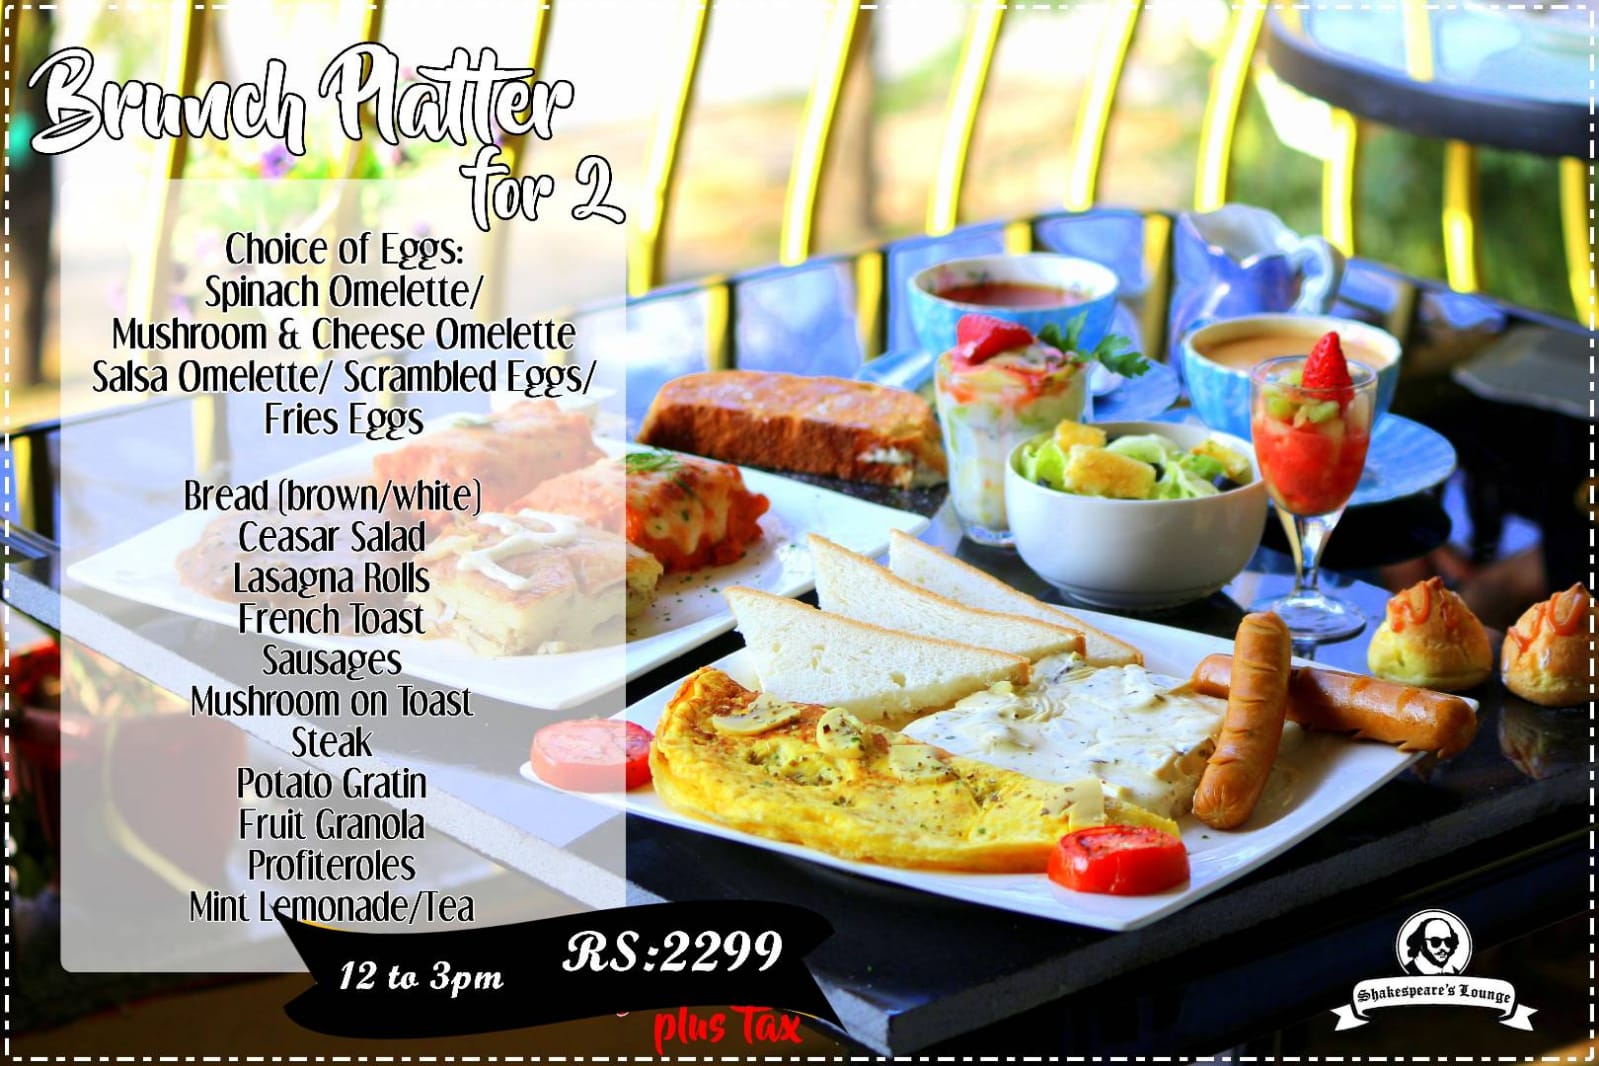 Brunch Platter
for 2
Choice of Eggs:
Spinach Omelette/
Mushroom & Cheese Omelette
Salsa Omelette/ Scrambled Eggs/
Fries Eggs
Bread (brown/white)
Ceasar Salad
Lasagna Rolls
French Toast
Sausages
Mushroom on Toast
Steak
Potato Gratin
Fruit Granola
Profiteroles
Mint Lemonade/Tea
12 to 3pm
RS:2299
plus Tax
Shakespeare's Lounge